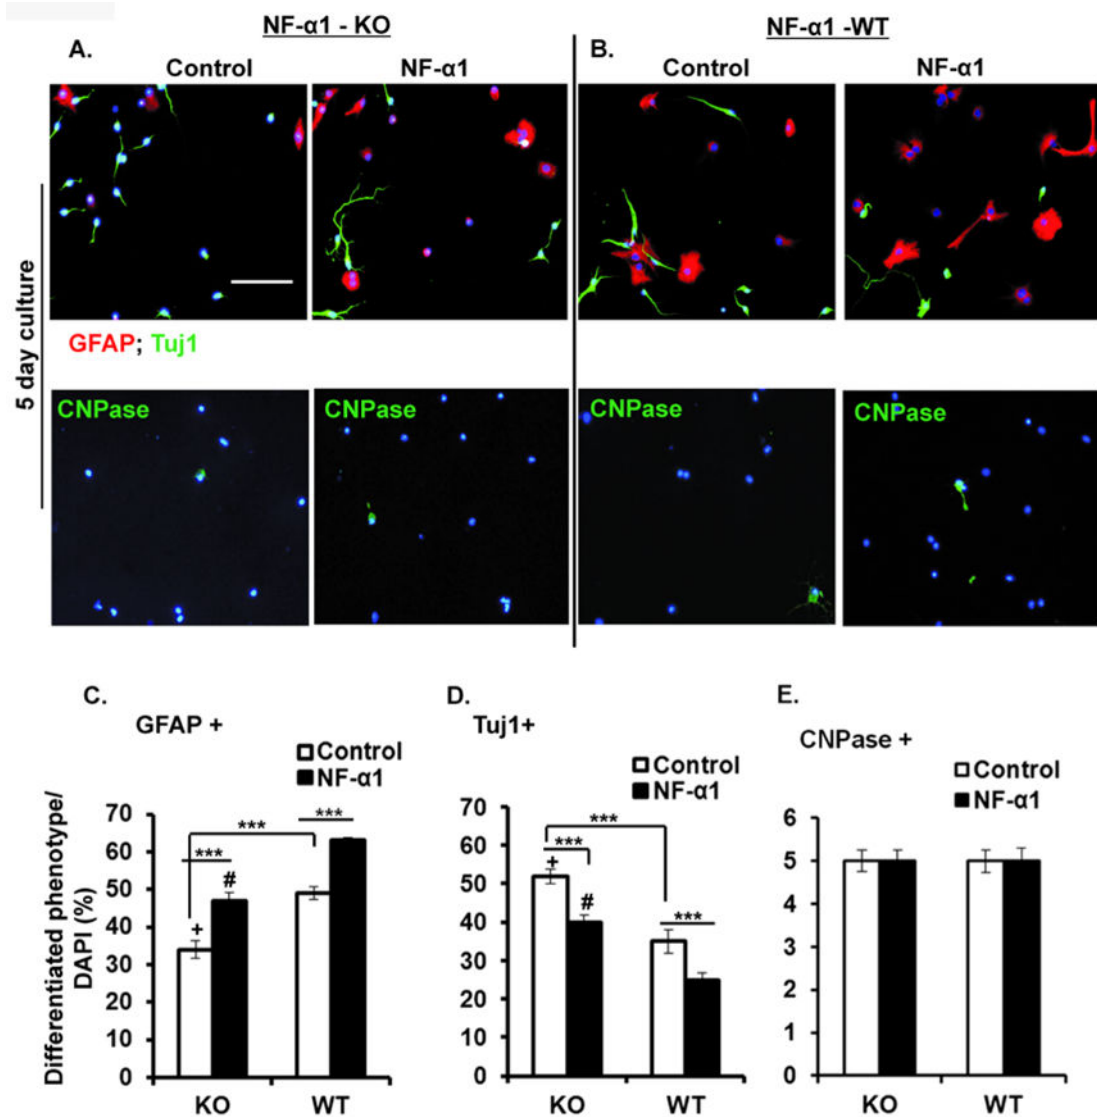 NF-α1 - KO
NF-α1 -WT
A.
B.
Control
NF-α1
Control
NF-α1
5 day culture
GFAP; Tuj1
CNPase
CNPase
CNPase
CNPase
C.
GFAP +
Control
NF-α1
Differentiated phenotype/
DAPI (%)
70
60
50
40
30
20
10
0
***
***
***
+
#
KO
WT
D.
Tuj1+
Control
NF-α1
70
60
50
40
30
20
10
0
***
***
***
+
#
KO
WT
E.
CNPase +
Control
NF-α1
6
5
4
3
2
1
0
KO
WT